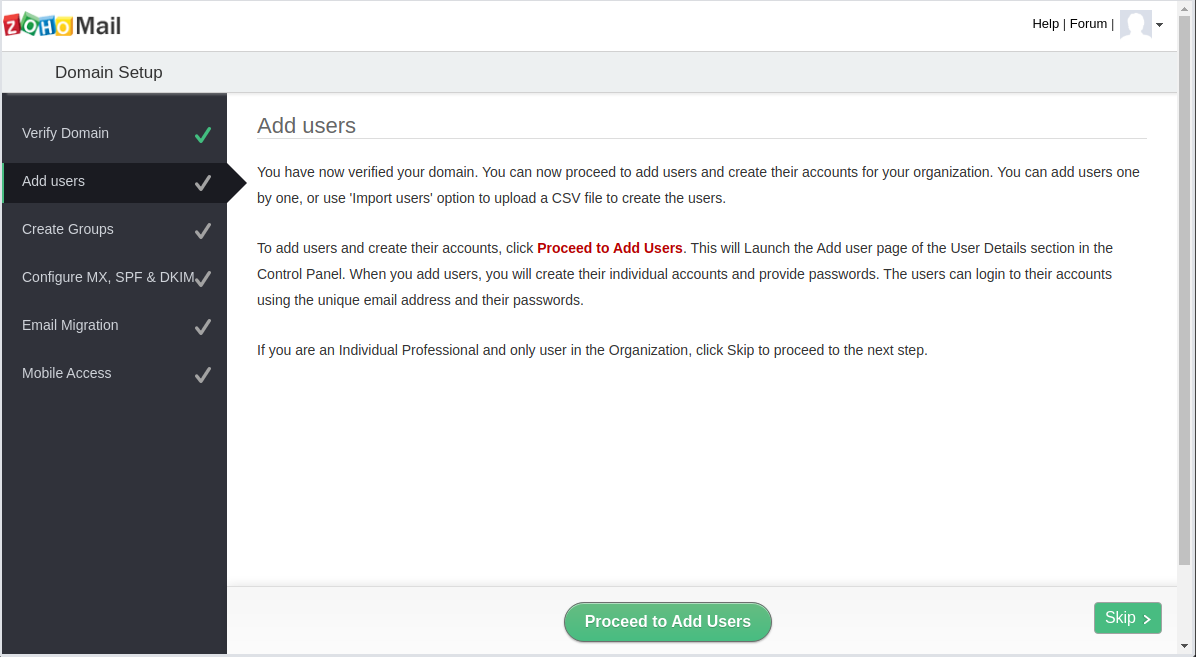 ZOHO Mail
Help | Forum |
Domain Setup
Verify Domain
Add users
Create Groups
Configure MX, SPF & DKIM
Email Migration
Mobile Access
Add users
You have now verified your domain. You can now proceed to add users and create their accounts for your organization. You can add users one
by one, or use 'Import users' option to upload a CSV file to create the users.
To add users and create their accounts, click Proceed to Add Users. This will Launch the Add user page of the User Details section in the
Control Panel. When you add users, you will create their individual accounts and provide passwords. The users can login to their accounts
using the unique email address and their passwords.
If you are an Individual Professional and only user in the Organization, click Skip to proceed to the next step.
Proceed to Add Users
Skip